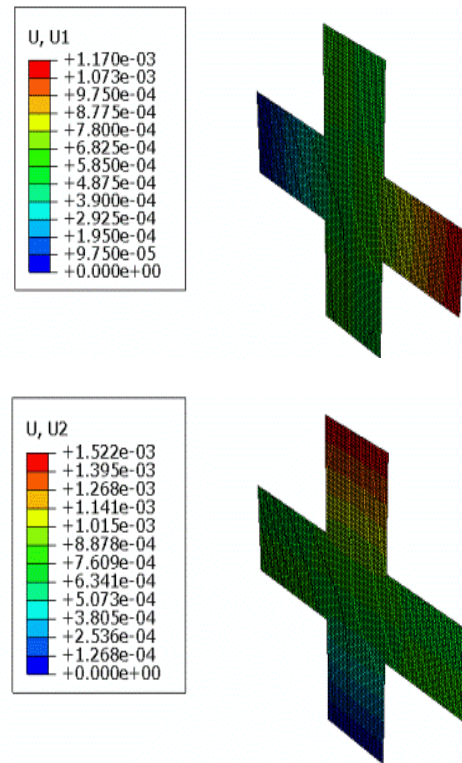 U, U1
+1.170e-03
+1.073e-03
+9.750e-04
+8.775e-04
+7.800e-04
+6.825e-04
+5.850e-04
+4.875e-04
+3.900e-04
+2.925e-04
+1.950e-04
+9.750e-05
+0.000e+00
U, U2
+1.522e-03
+1.395e-03
+1.268e-03
+1.141e-03
+1.015e-03
+8.878e-04
+7.609e-04
+6.341e-04
+5.073e-04
+3.805e-04
+2.536e-04
+1.268e-04
+0.000e+00